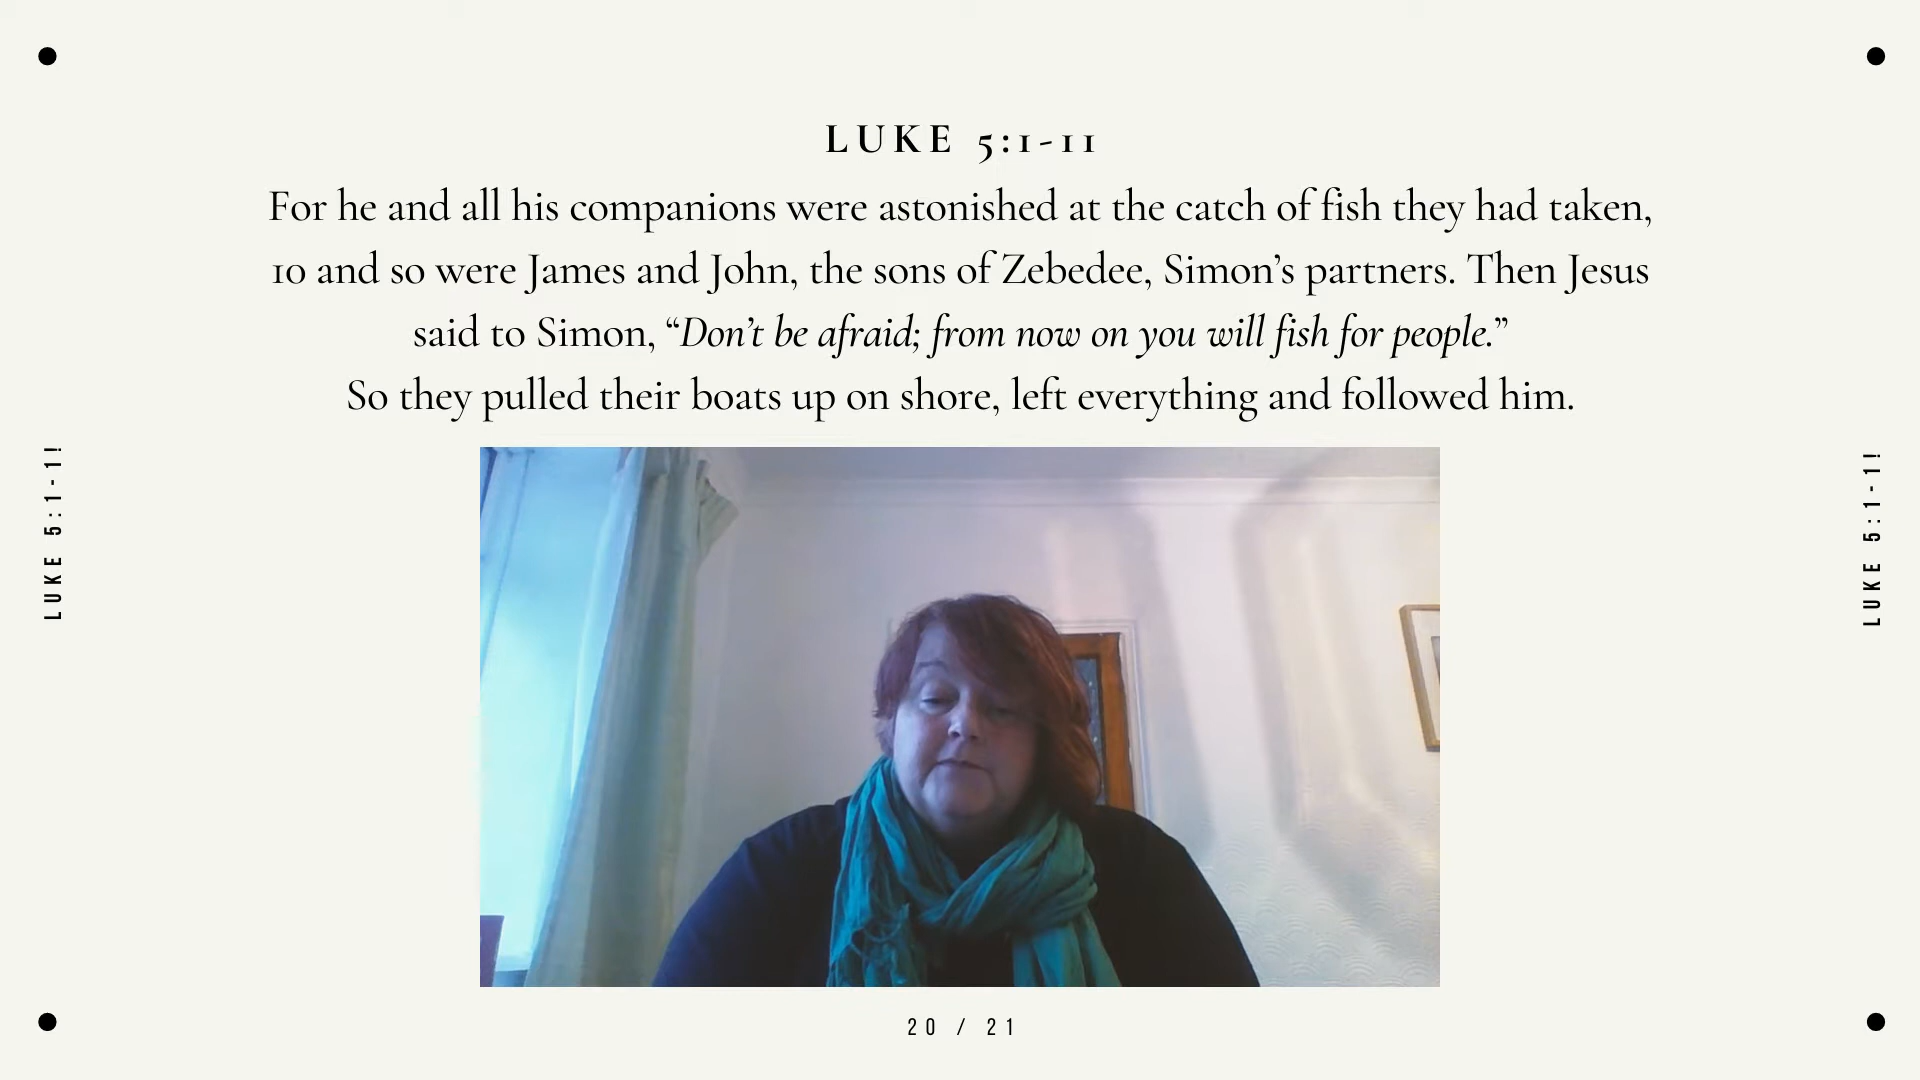 LUKE 5:1-11
For he and all his companions were astonished at the catch of fish they had taken,
10 and so were James and John, the sons of Zebedee, Simon’s partners. Then Jesus
said to Simon, “Don’t be afraid; from now on you will fish for people.”
So they pulled their boats up on shore, left everything and followed him.
LUKE 5:1-1!
LUKE 5:1-1!
20 / 21